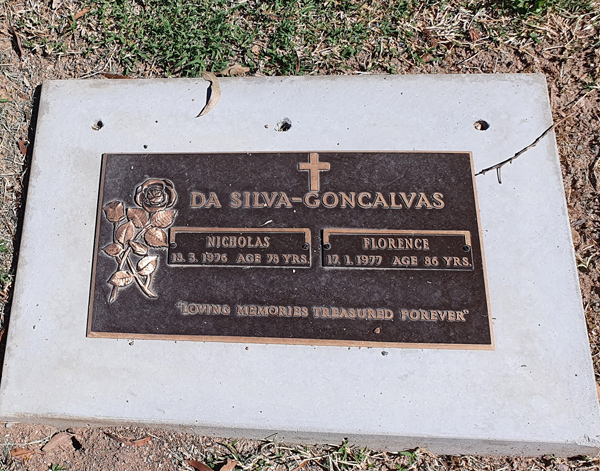 DA SILVA-GONCALVAS
NICHOLAS
18. 3. 1976 AGE 78 YRS.
FLORENCE
17. 1. 1977 AGE 86 YRS.
"LOVING MEMORIES TREASURED FOREVER"